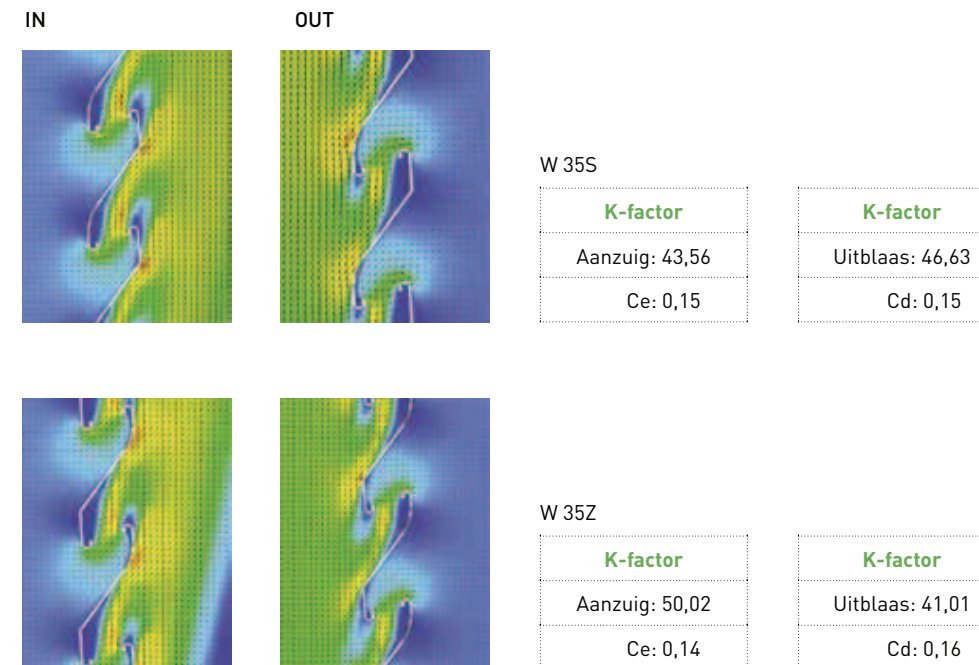 IN
OUT
W 35S
K-factor
Aanzuig: 43,56
Ce: 0,15
K-factor
Uitblaas: 46,63
Cd: 0,15
W 35Z
K-factor
Aanzuig: 50,02
Ce: 0,14
K-factor
Uitblaas: 41,01
Cd: 0,16